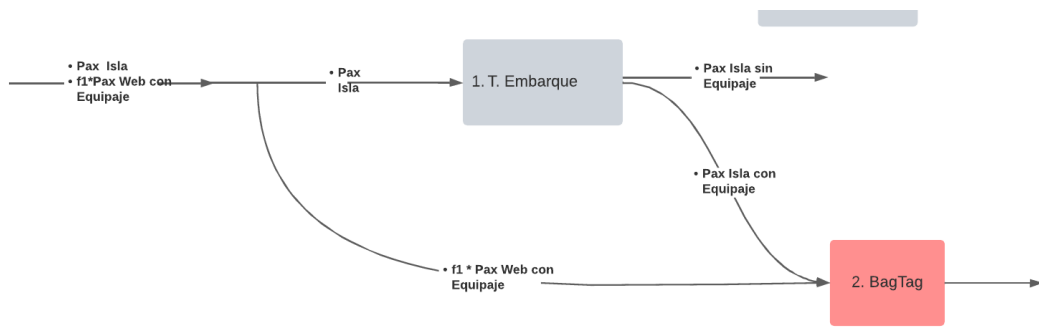 • Pax Isla
• f1*Pax Web con
Equipaje
• Pax
Isla
1. T. Embarque
• Pax Isla sin
Equipaje
• Pax Isla con
Equipaje
• f1 * Pax Web con
Equipaje
2. BagTag